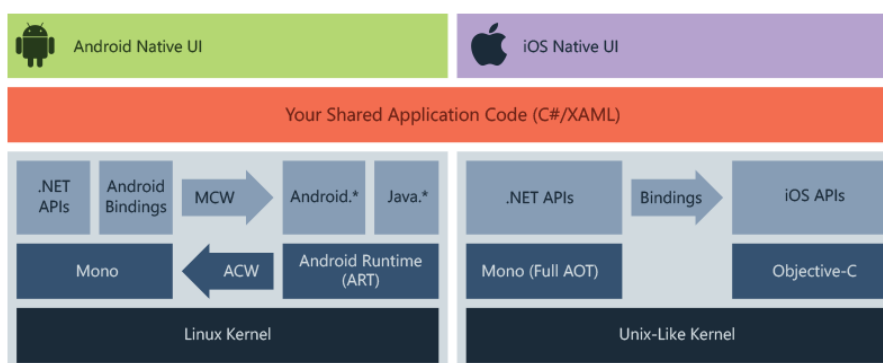 Android Native UI
iOS Native UI
Your Shared Application Code (C#/XAML)
.NET
APIs
Android
Bindings
MCW
Android.*
Java.*
.NET APIs
Bindings
iOS APIs
Mono
ACW
Android Runtime
(ART)
Mono (Full AOT)
Objective-C
Linux Kernel
Unix-Like Kernel